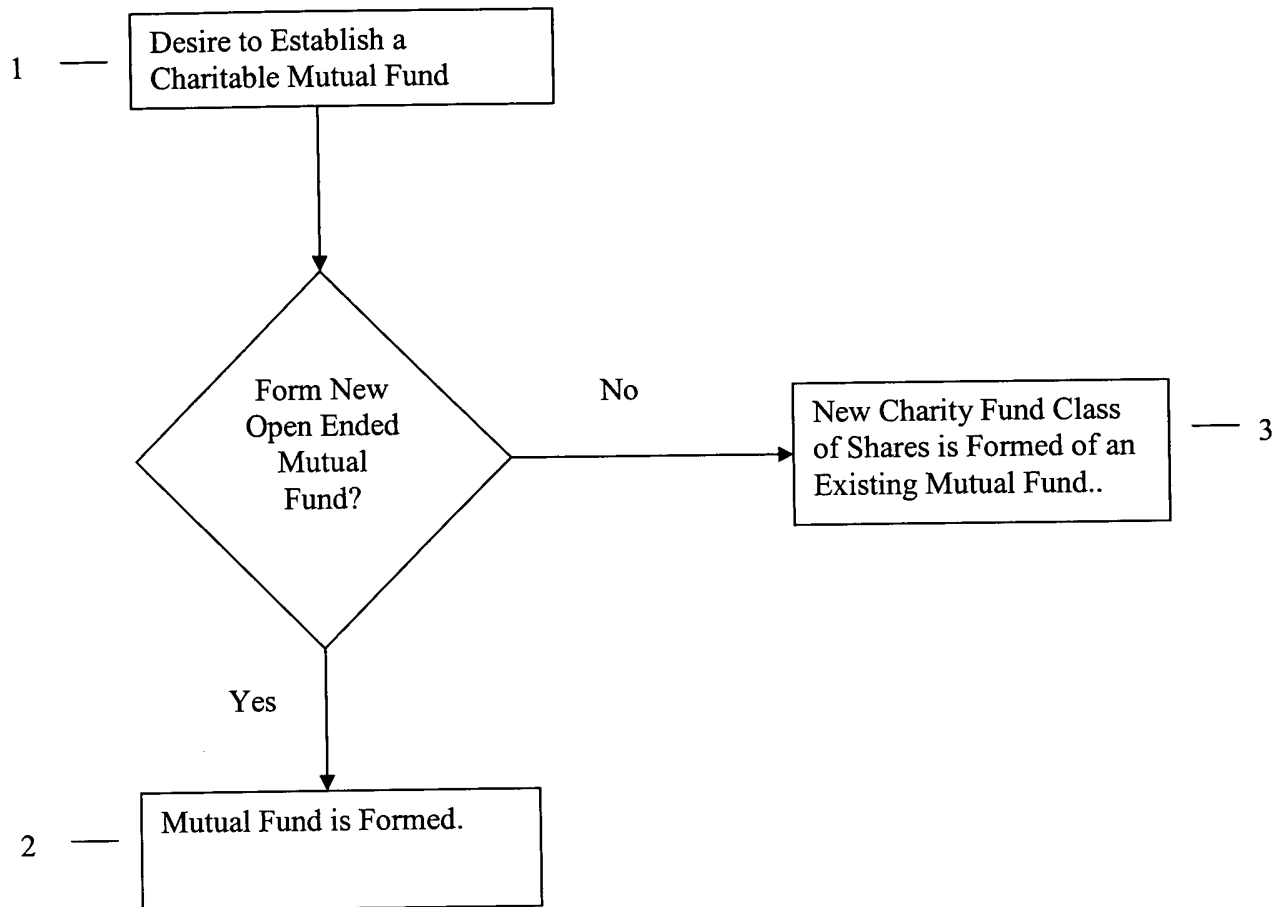 1
Desire to Establish a
Charitable Mutual Fund
Form New
Open Ended
Mutual
Fund?
No
New Charity Fund Class
of Shares is Formed of an
Existing Mutual Fund..
3
Yes
2
Mutual Fund is Formed.